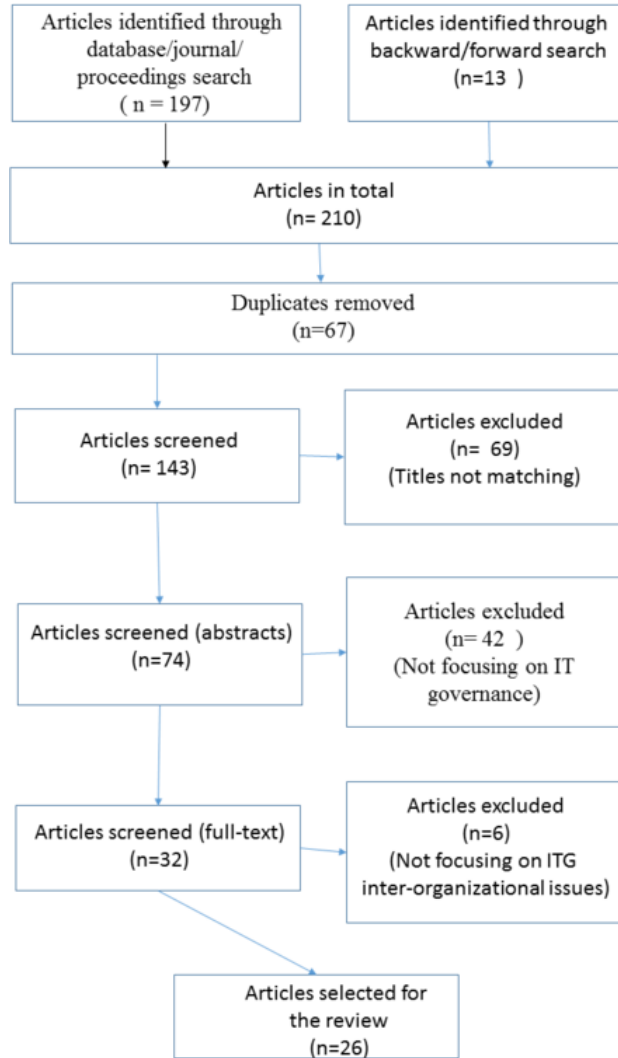 Articles identified through
database/journal/
proceedings search
( n = 197)
Articles identified through
backward/forward search
(n=13 )
Articles in total
(n= 210)
Duplicates removed
(n=67)
Articles screened
(n= 143)
Articles excluded
(n= 69)
(Titles not matching)
Articles screened (abstracts)
(n=74)
Articles excluded
(n= 42 )
(Not focusing on IT
governance)
Articles screened (full-text)
(n=32)
Articles excluded
(n=6)
(Not focusing on ITG
inter-organizational issues)
Articles selected for
the review
(n=26)